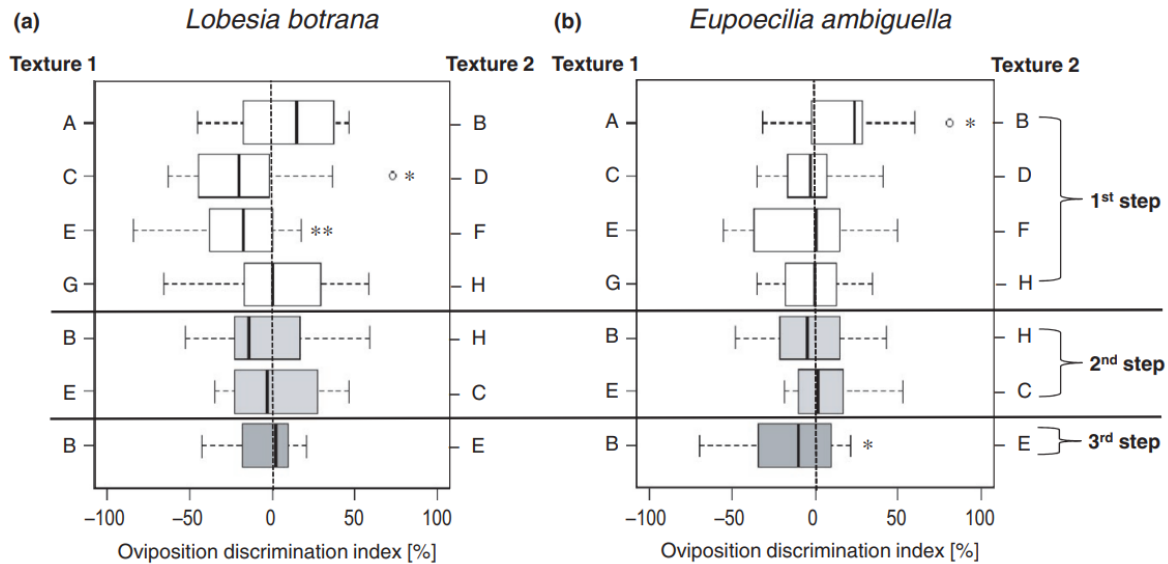 (a) Lobesia botrana
(b) Eupoecilia ambiguella
Texture 1 Texture 2 Texture 1 Texture 2
A B A * B
C * D C D
E ** F E F
G H G H
1st step
B H B H
E C E C
2nd step
B E B * E
3rd step
−100 −50 0 50 100
−100 −50 0 50 100
Oviposition discrimination index [%]
Oviposition discrimination index [%]